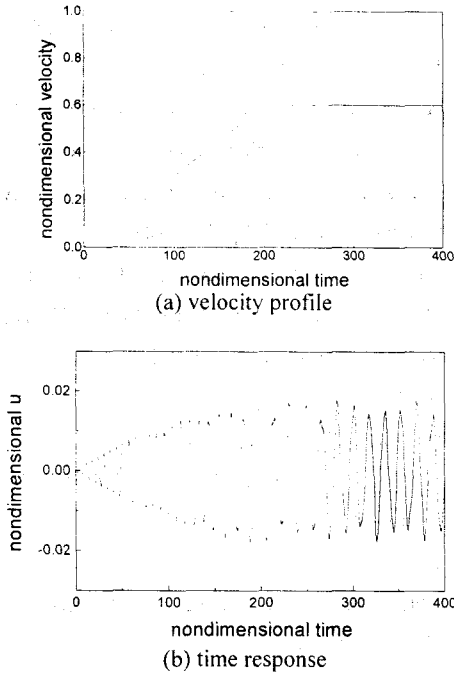 1.0
0.8
0.6
0.4
0.2
0.0
nondimensional velocity
0 100 200 300 400
nondimensional time
(a) velocity profile
0.02
0.00
-0.02
nondimensional u
0 100 200 300 400
nondimensional time
(b) time response